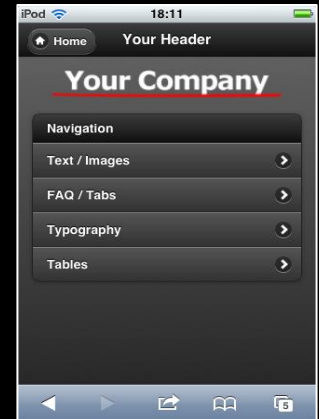 iPod 18:11
Home Your Header
Your Company
Navigation
Text / Images
FAQ / Tabs
Typography
Tables
5